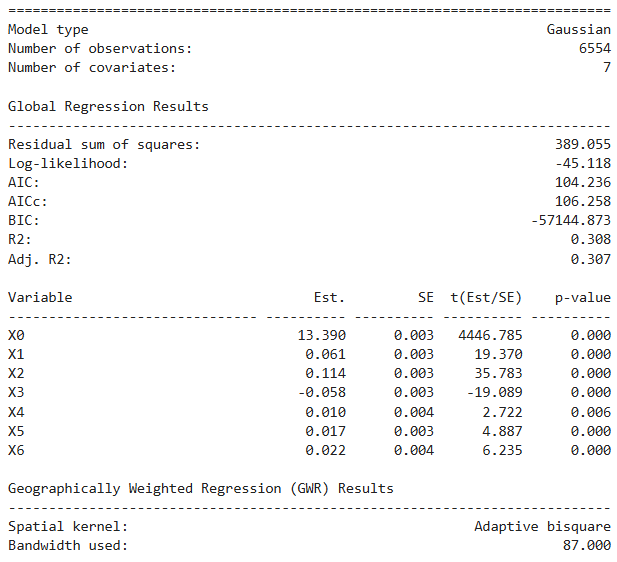 ===========================================================================
Model type                                                         Gaussian
Number of observations:                                                6554
Number of covariates:                                                     7

Global Regression Results
---------------------------------------------------------------------------
Residual sum of squares:                                            389.055
Log-likelihood:                                                     -45.118
AIC:                                                                104.236
AICc:                                                               106.258
BIC:                                                             -57144.873
R2:                                                                   0.308
Adj. R2:                                                              0.307

Variable                              Est.         SE  t(Est/SE)    p-value
------------------------------- ---------- ---------- ---------- ----------
X0                                  13.390      0.003   4446.785      0.000
X1                                   0.061      0.003     19.370      0.000
X2                                   0.114      0.003     35.783      0.000
X3                                  -0.058      0.003    -19.089      0.000
X4                                   0.010      0.004      2.722      0.006
X5                                   0.017      0.003      4.887      0.000
X6                                   0.022      0.004      6.235      0.000

Geographically Weighted Regression (GWR) Results
---------------------------------------------------------------------------
Spatial kernel:                                           Adaptive bisquare
Bandwidth used:                                                      87.000